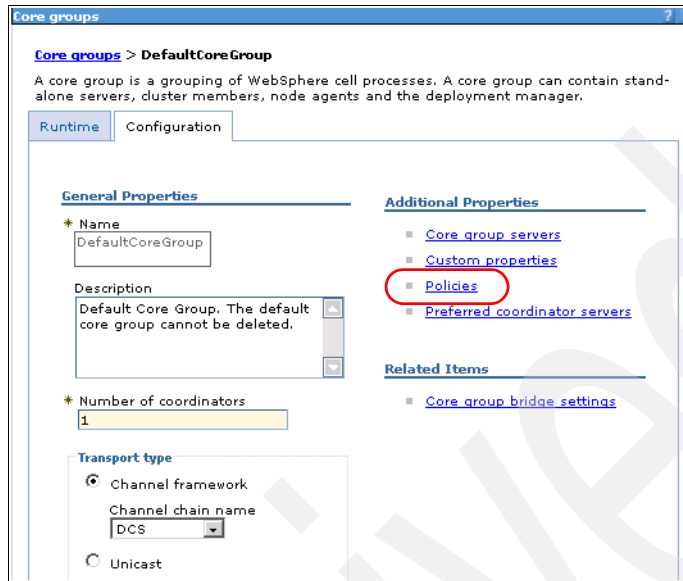 Core groups ?
Core groups > DefaultCoreGroup
A core group is a grouping of WebSphere cell processes. A core group can contain stand-
alone servers, cluster members, node agents and the deployment manager.
Runtime Configuration
General Properties
* Name
DefaultCoreGroup
Description
Default Core Group. The default
core group cannot be deleted.
* Number of coordinators
1
Transport type
Channel framework
Channel chain name
DCS
Unicast
Additional Properties
Core group servers
Custom properties
Policies
Preferred coordinator servers
Related Items
Core group bridge settings